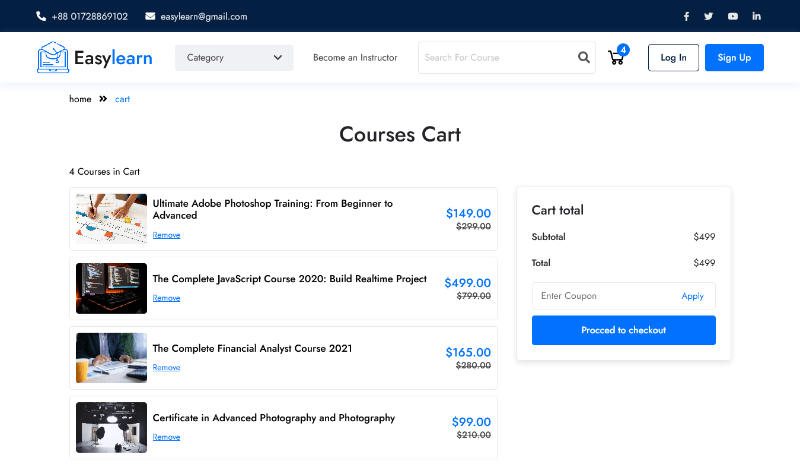 +88 01728869102
easylearn@gmail.com
Easylearn
Category
Become an Instructor
Search For Course
4
Log In
Sign Up
home
cart
Courses Cart
4 Courses in Cart
Ultimate Adobe Photoshop Training: From Beginner to
Advanced
Remove
$149.00
$299.00
The Complete JavaScript Course 2020: Build Realtime Project
Remove
$499.00
$799.00
The Complete Financial Analyst Course 2021
Remove
$165.00
$280.00
Certificate in Advanced Photography and Photography
Remove
$99.00
$210.00
Cart total
Subtotal $499
Total $499
Enter Coupon Apply
Procced to checkout